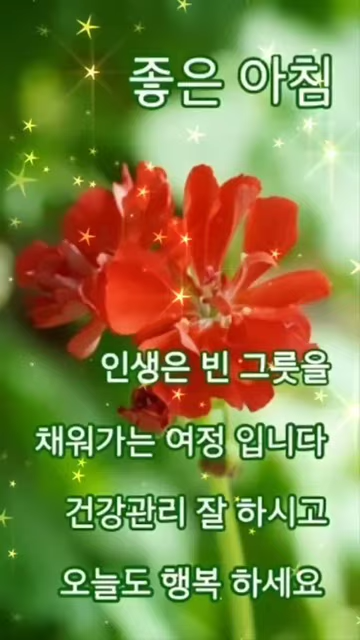 좋은 아침
인생은 빈 그릇을
채워가는 여정 입니다
건강관리 잘 하시고
오늘도 행복 하세요